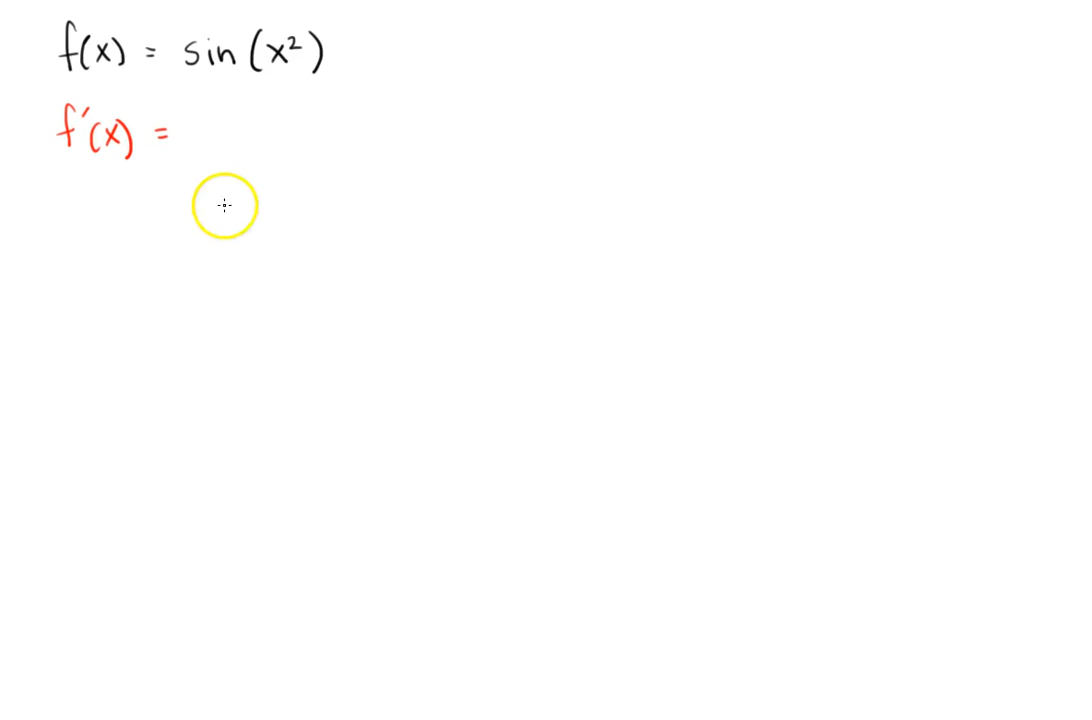 f(x) = sin(x²)
f'(x) =